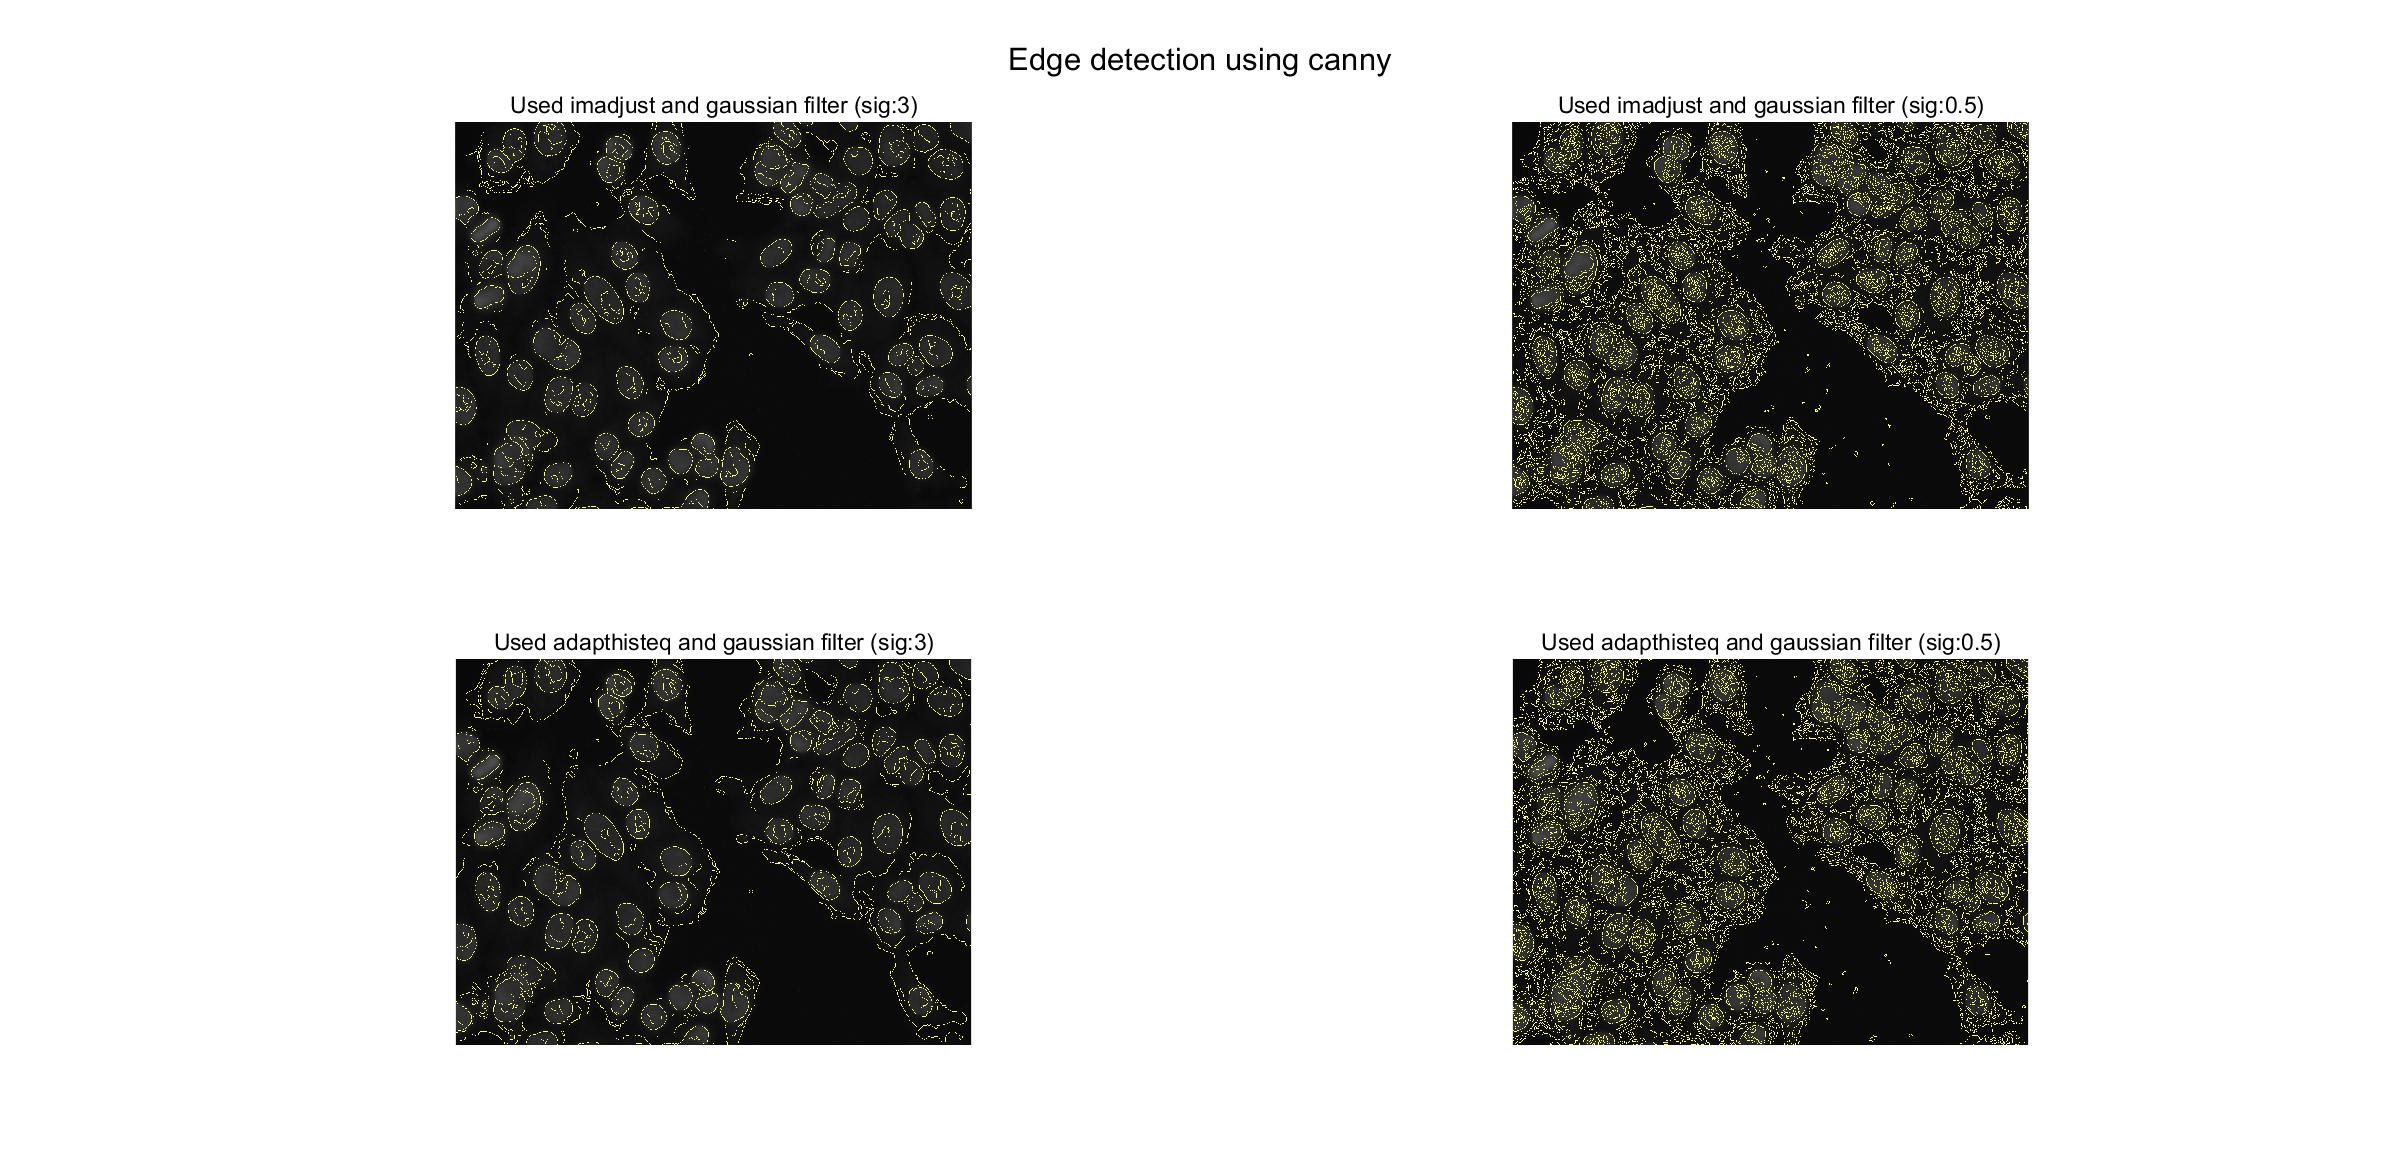 Edge detection using canny
Used imadjust and gaussian filter (sig:3)
Used imadjust and gaussian filter (sig:0.5)
Used adapthisteq and gaussian filter (sig:3)
Used adapthisteq and gaussian filter (sig:0.5)